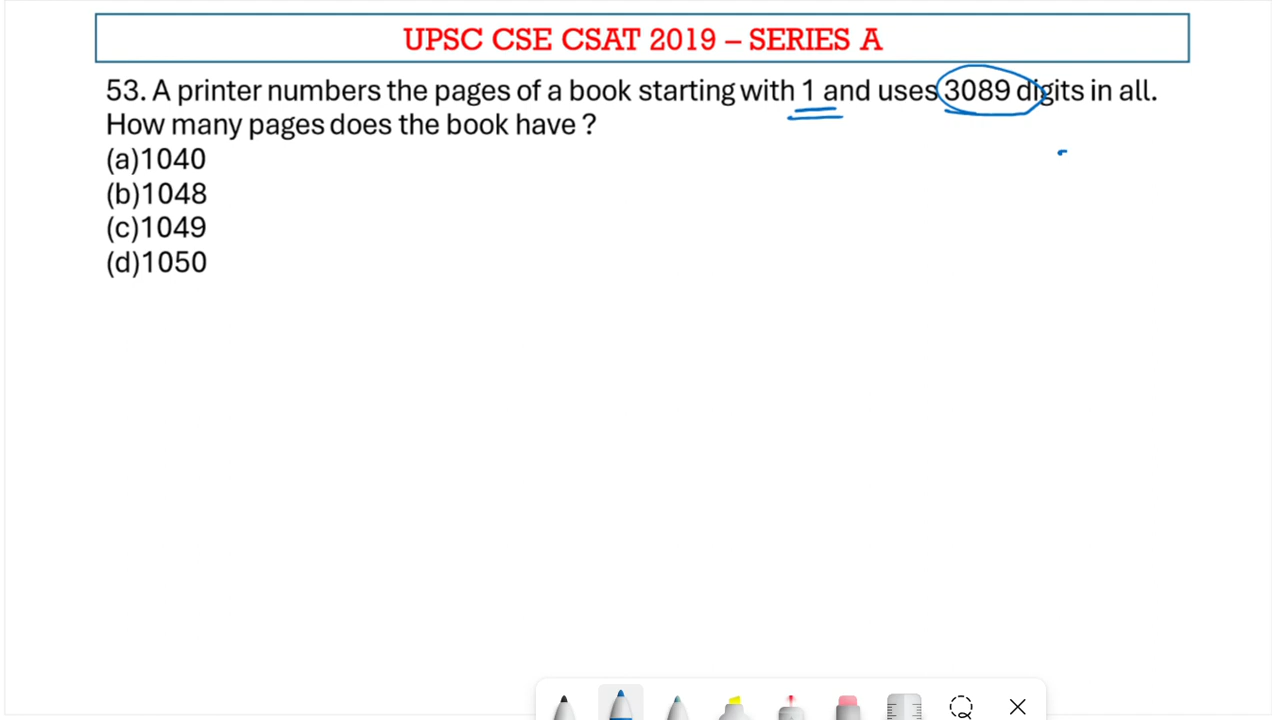 UPSC CSE CSAT 2019 – SERIES A
53. A printer numbers the pages of a book starting with 1 and uses 3089 digits in all.
How many pages does the book have ?
(a)1040
(b)1048
(c)1049
(d)1050